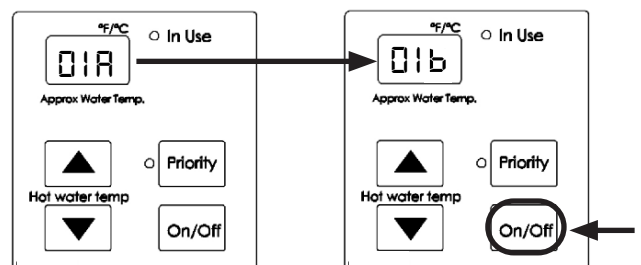 °F/°C
In Use
01A
Approx Water Temp.
Priority
Hot water temp
On/Off
°F/°C
In Use
01b
Approx Water Temp.
Priority
Hot water temp
On/Off